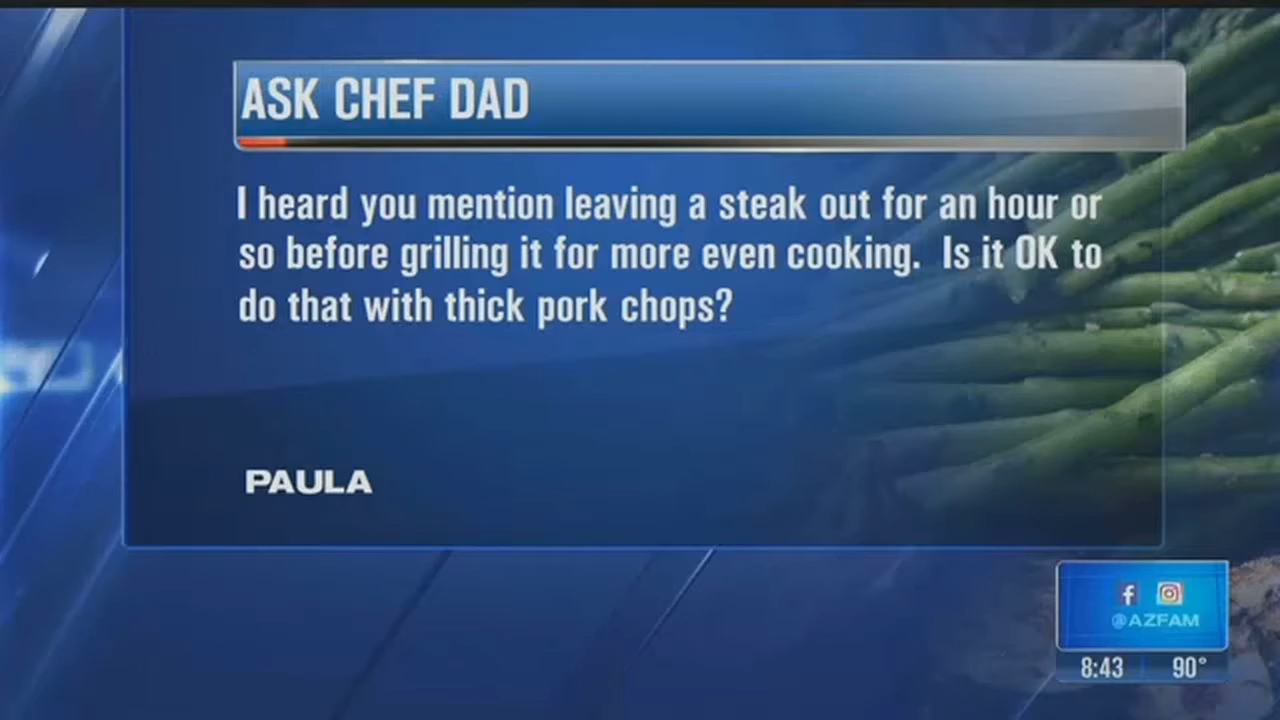 ASK CHEF DAD
I heard you mention leaving a steak out for an hour or
so before grilling it for more even cooking.  Is it OK to
do that with thick pork chops?
PAULA
@AZFAM
8:43 90°